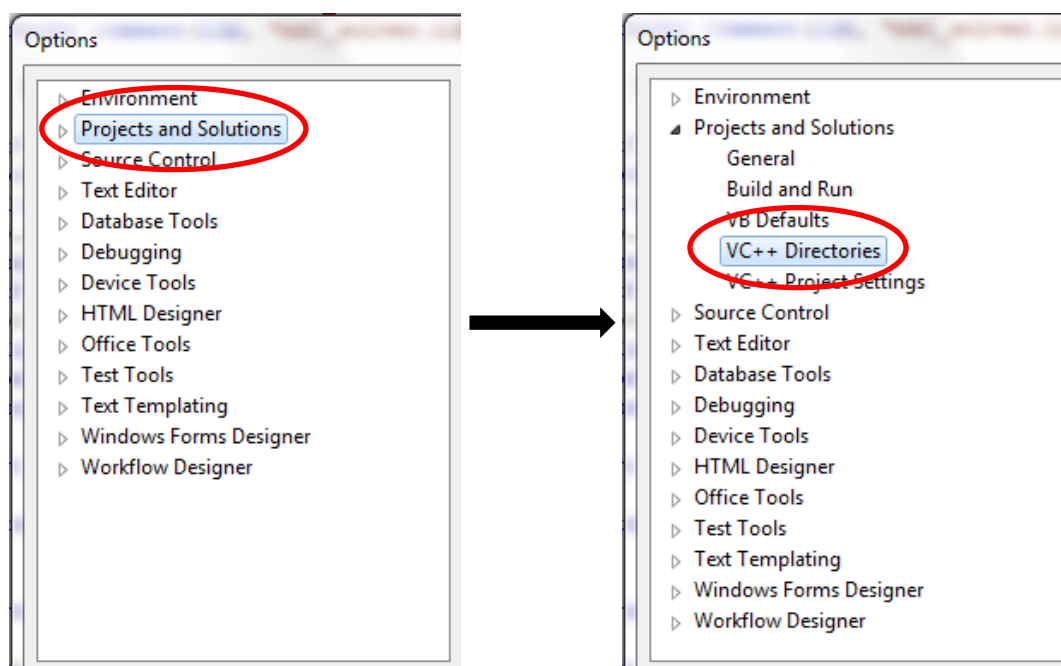 Options
Environment
Projects and Solutions
Source Control
Text Editor
Database Tools
Debugging
Device Tools
HTML Designer
Office Tools
Test Tools
Text Templating
Windows Forms Designer
Workflow Designer
Options
Environment
Projects and Solutions
General
Build and Run
VB Defaults
VC++ Directories
VC++ Project Settings
Source Control
Text Editor
Database Tools
Debugging
Device Tools
HTML Designer
Office Tools
Test Tools
Text Templating
Windows Forms Designer
Workflow Designer